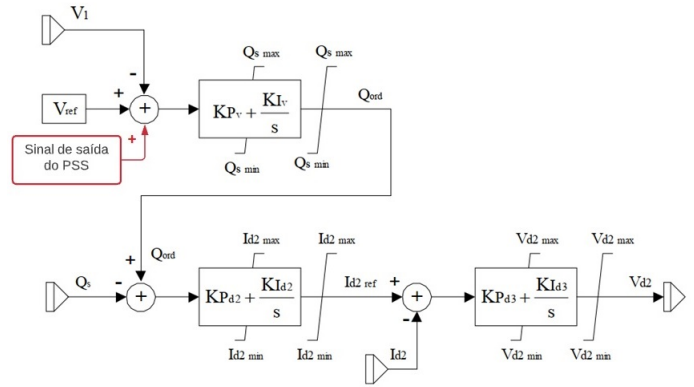 V1
Qs max
Qs max
-
+
Vref
+
KPv + KIv
s
Qord
Sinal de saída
do PSS
+
Qs min
Qs min
+
Qord
Id2 max
Id2 max
Vd2 max
Vd2 max
Qs
-
+
KPd2 + KId2
s
Id2 ref
+
+
-
KPd3 + KId3
s
Vd2
Id2 min
Id2 min
Id2
Vd2 min
Vd2 min